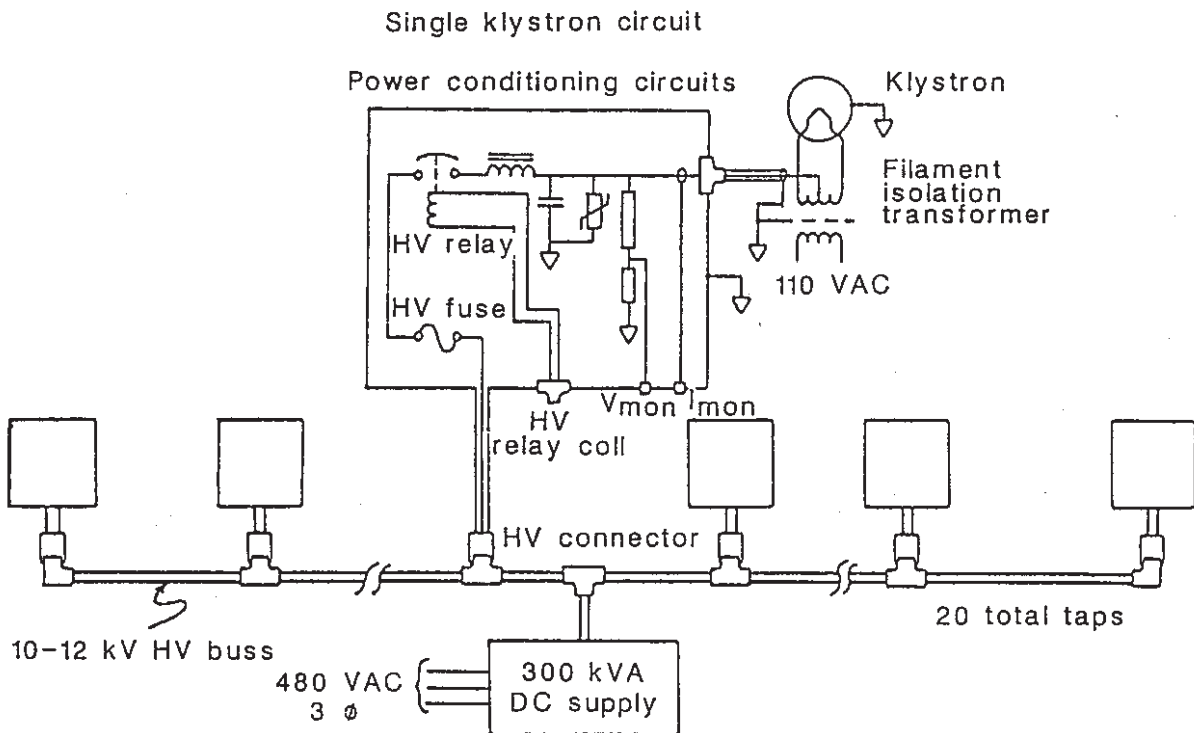 Single klystron circuit
Power conditioning circuits
Klystron
Filament
isolation
transformer
HV relay
110 VAC
HV fuse
Vmon
Imon
HV
relay coil
HV connector
20 total taps
10-12 kV HV buss
480 VAC
3 ø
300 kVA
DC supply